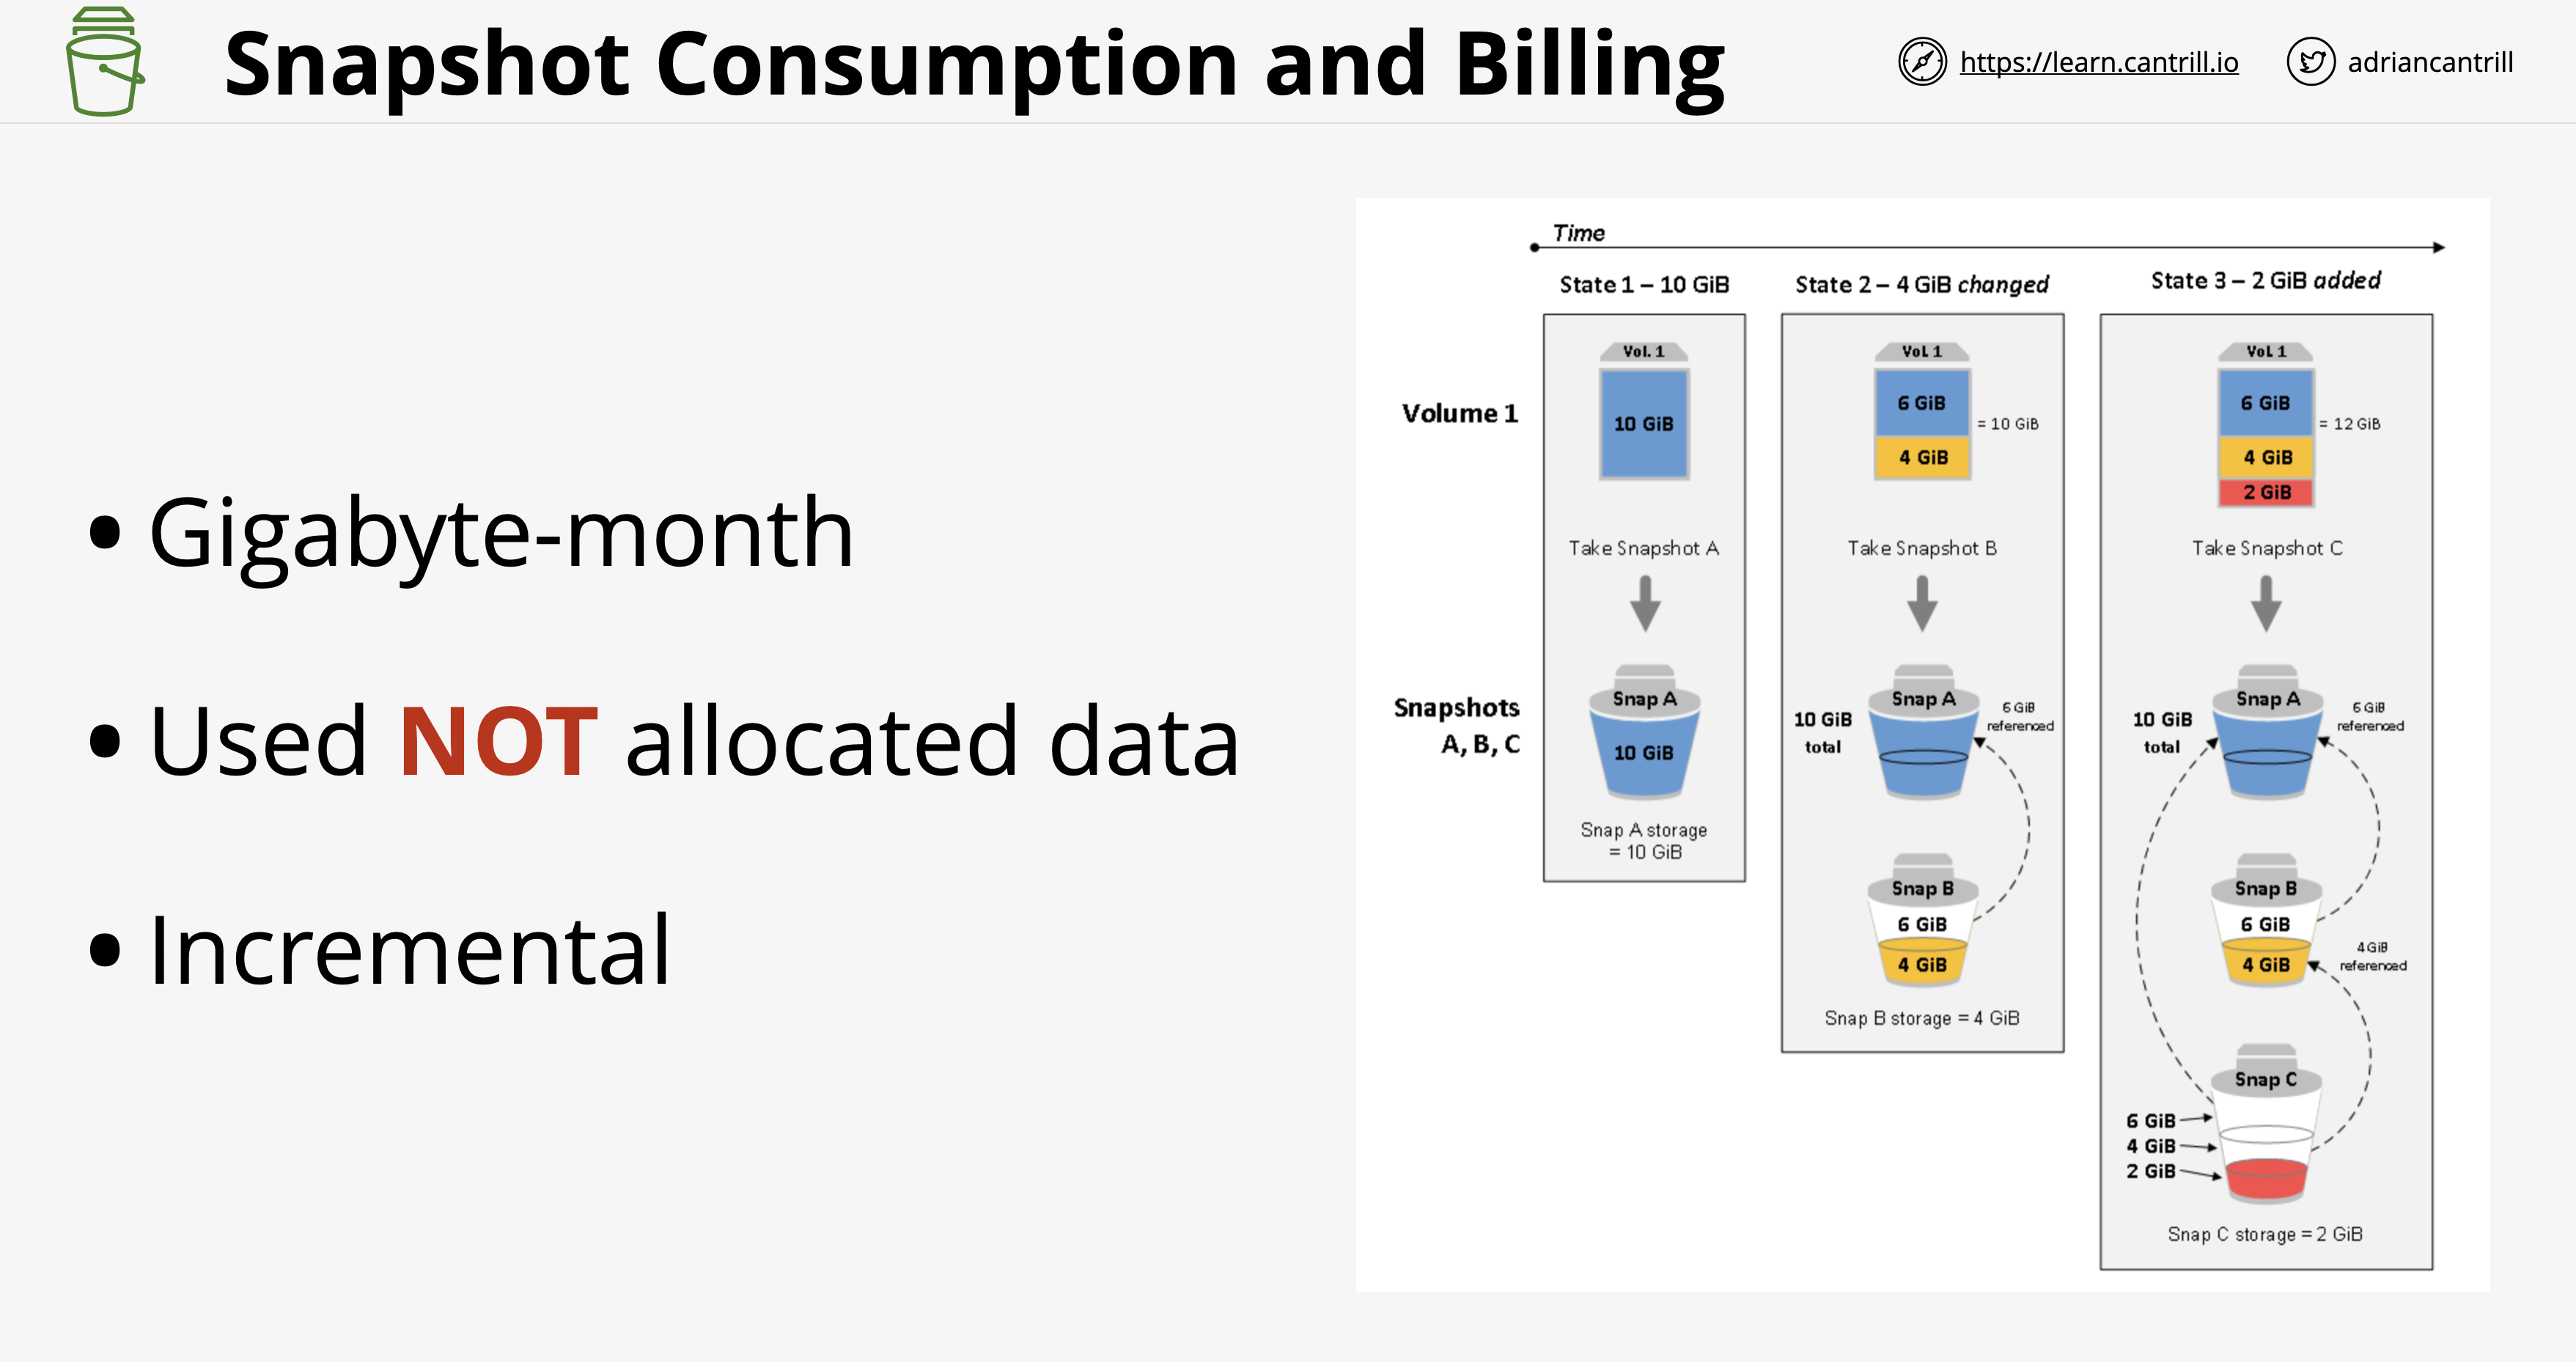 Snapshot Consumption and Billing
https://learn.cantrill.io
adriancantrill
• Gigabyte-month
• Used NOT allocated data
• Incremental
Time
State 1 – 10 GiB
State 2 – 4 GiB changed
State 3 – 2 GiB added
Volume 1
Vol. 1
10 GiB
Vol 1
6 GiB
= 10 GiB
4 GiB
Vol 1
6 GiB
= 12 GiB
4 GiB
2 GiB
Take Snapshot A
Take Snapshot B
Take Snapshot C
Snapshots
A, B, C
Snap A
10 GiB
Snap A storage
= 10 GiB
10 GiB
total
Snap A
6 GiB
referenced
Snap B
6 GiB
4 GiB
Snap B storage = 4 GiB
10 GiB
total
Snap A
6 GiB
referenced
Snap B
6 GiB
4 GiB
4 GiB
referenced
Snap C
6 GiB
4 GiB
2 GiB
Snap C storage = 2 GiB